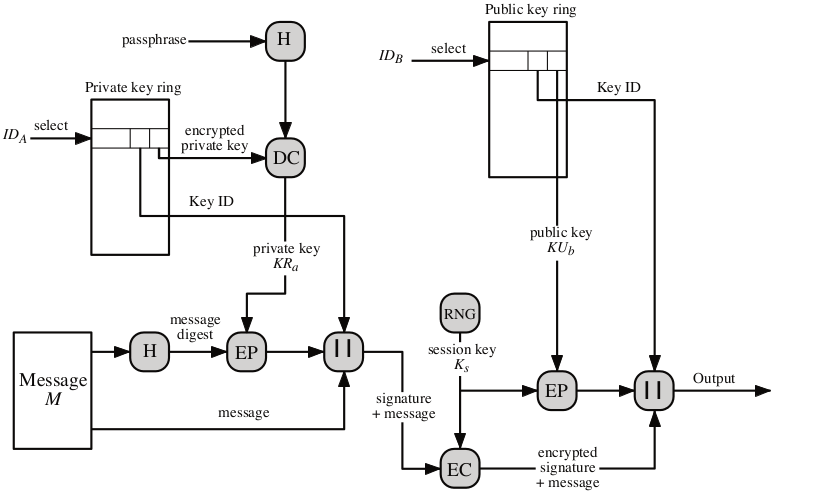 Public key ring
passphrase
H
ID_B
select
Key ID
Private key ring
ID_A
select
encrypted
private key
DC
Key ID
private key
KR_a
public key
KU_b
RNG
session key
K_s
Message
M
H
message
digest
EP
||
message
signature
+ message
EP
||
Output
EC
encrypted
signature
+ message